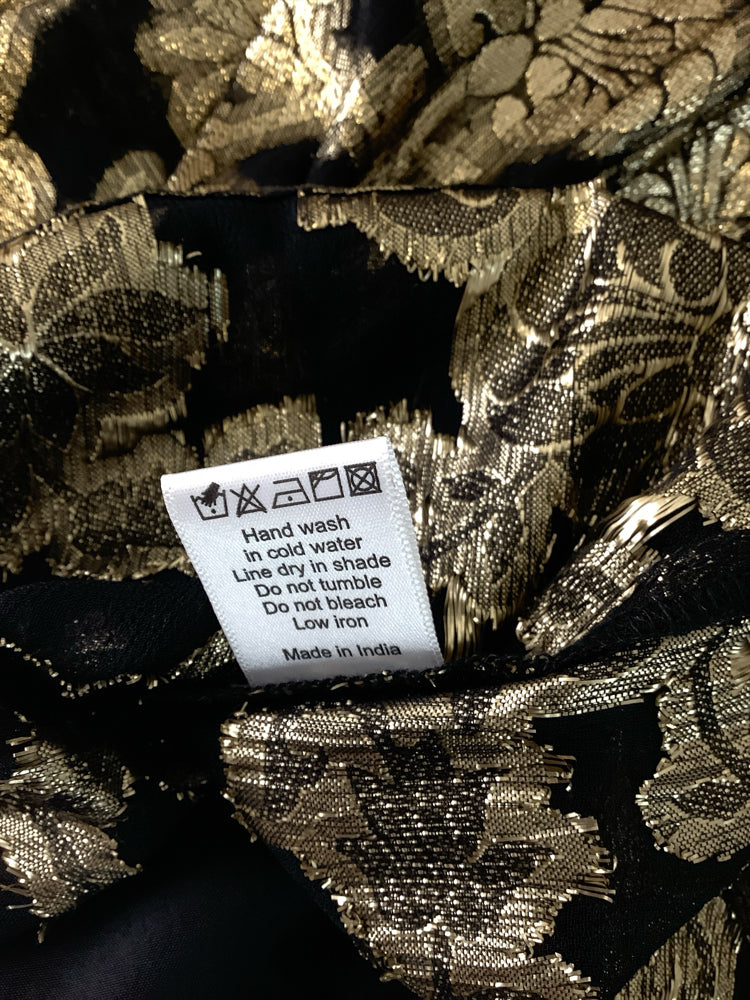 Hand wash
in cold water
Line dry in shade
Do not tumble
Do not bleach
Low iron
Made in India